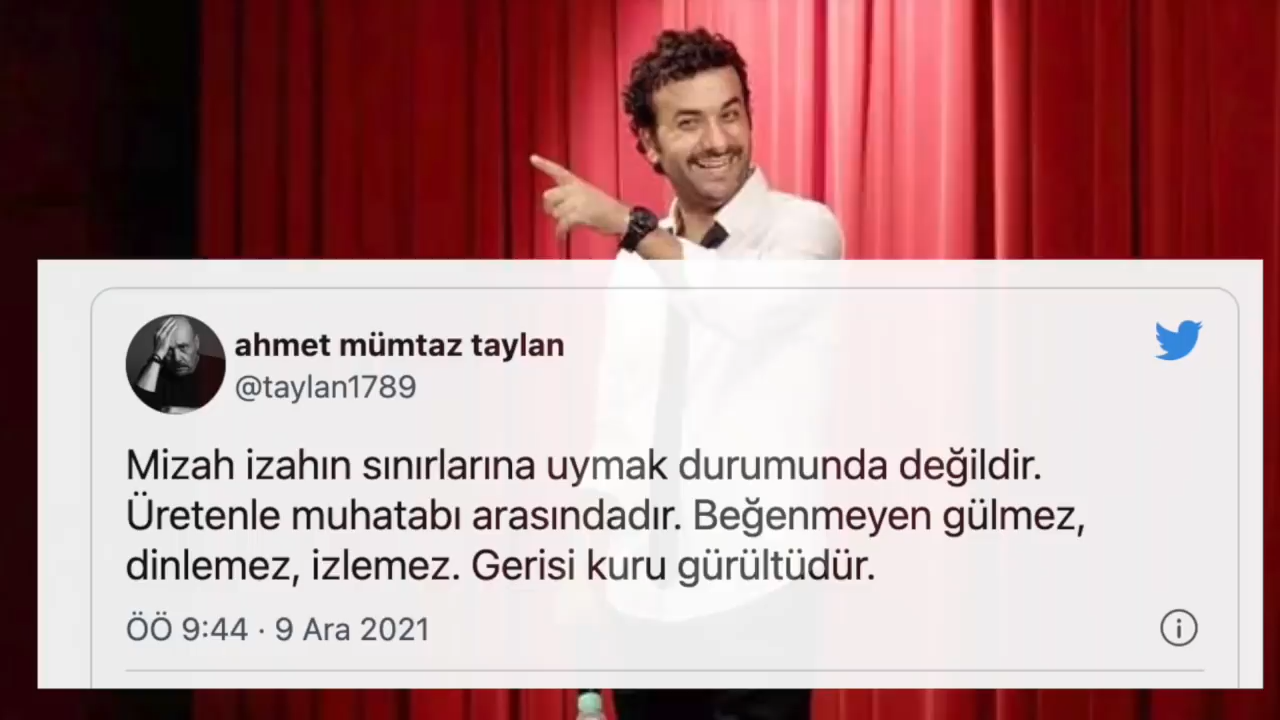 ahmet mümtaz taylan
@taylan1789
Mizah izahın sınırlarına uymak durumunda değildir.
Üretenle muhatabı arasındadır. Beğenmeyen gülmez,
dinlemez, izlemez. Gerisi kuru gürültüdür.
ÖÖ 9:44 · 9 Ara 2021